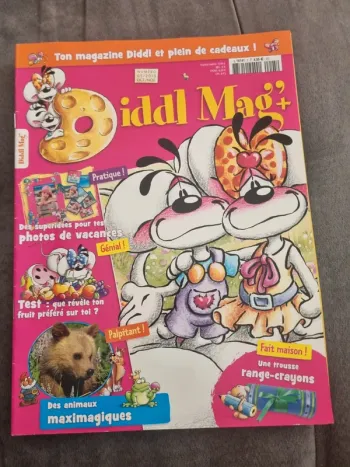 Ton magazine Diddl et plein de cadeaux !
Diddl Mag'+
Diddl Mag'
Pratique !
Des superidées pour tes
photos de vacances
Génial !
Test : que révèle ton
fruit préféré sur toi ?
Palpitant !
Des animaux
maximagiques
Fait maison !
Une trousse
range-crayons